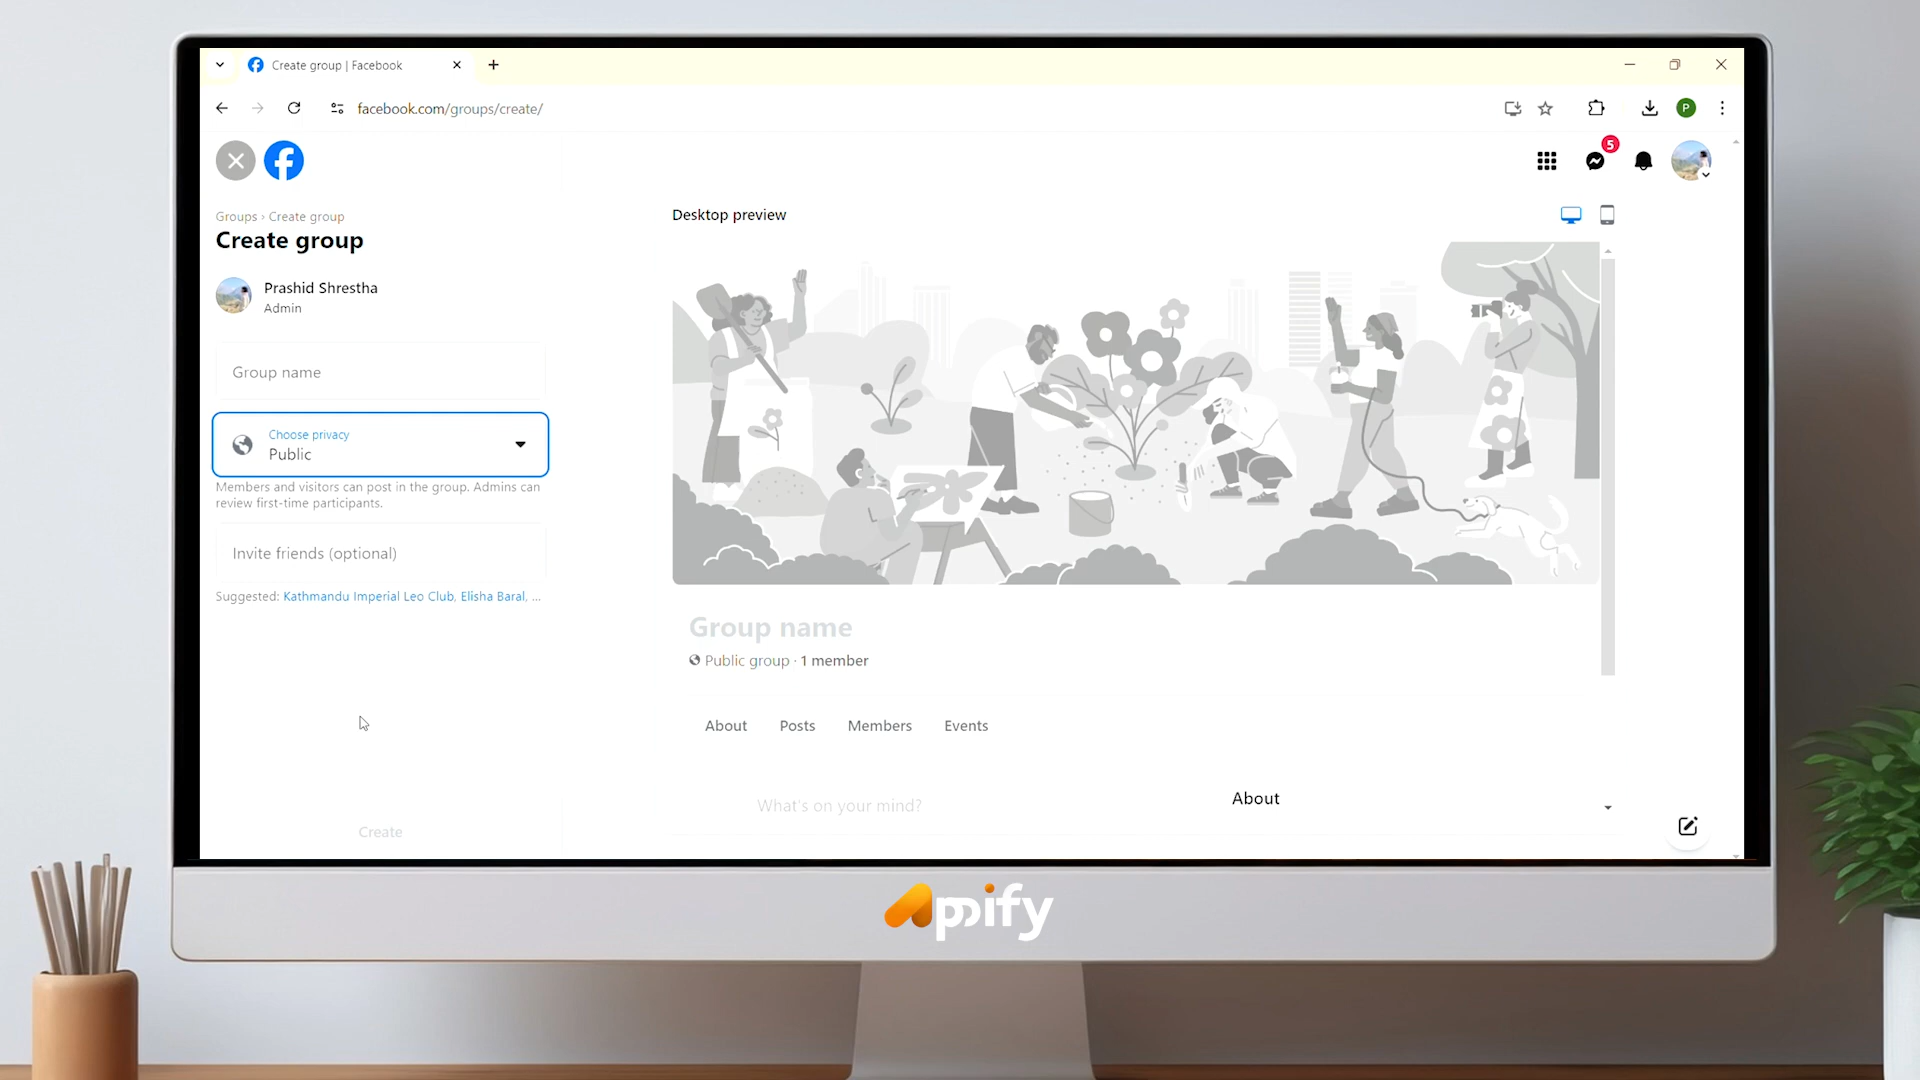 Create group | Facebook
facebook.com/groups/create/
5
P
Groups › Create group
Create group
Prashid Shrestha
Admin
Group name
Choose privacy
Public
Members and visitors can post in the group. Admins can
review first-time participants.
Invite friends (optional)
Suggested: Kathmandu Imperial Leo Club, Elisha Baral, ...
Create
Desktop preview
Group name
Public group · 1 member
About
Posts
Members
Events
What's on your mind?
About
Appify